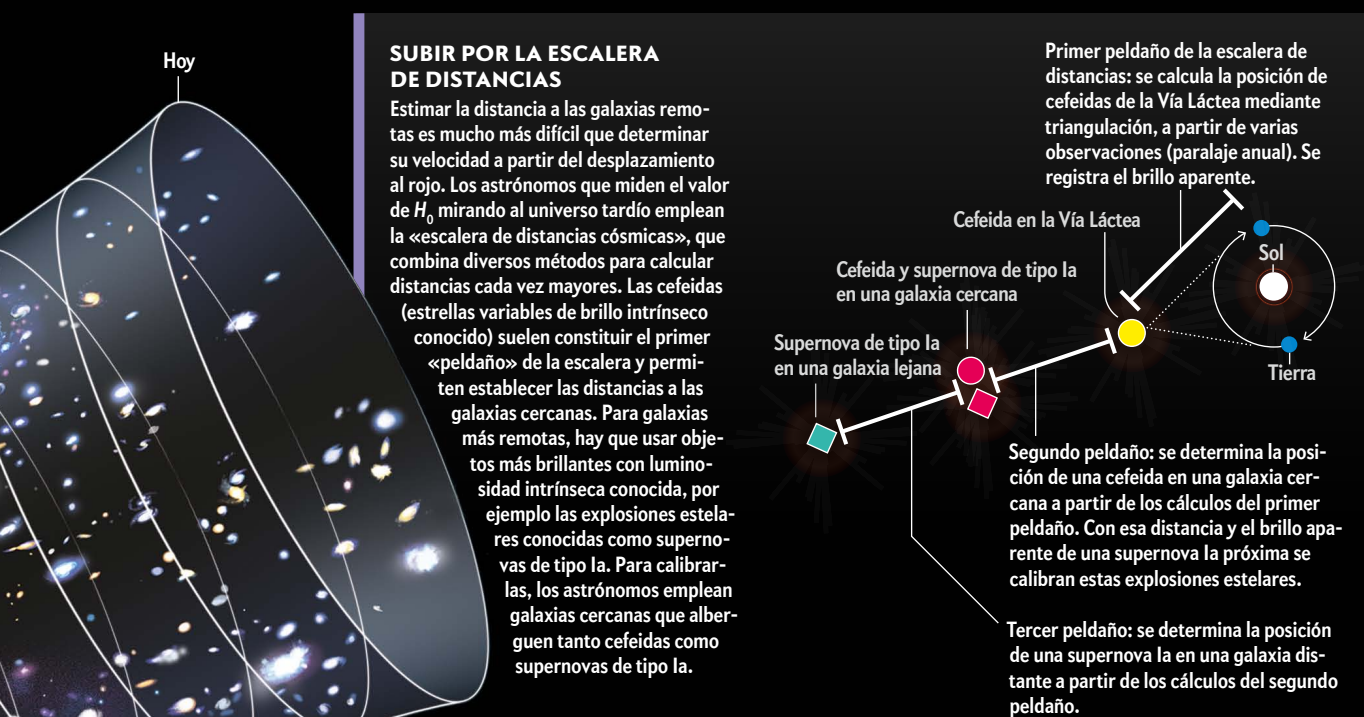 Hoy
SUBIR POR LA ESCALERA
DE DISTANCIAS
Estimar la distancia a las galaxias remo-
tas es mucho más difícil que determinar
su velocidad a partir del desplazamiento
al rojo. Los astrónomos que miden el valor
de H₀ mirando al universo tardío emplean
la «escalera de distancias cósmicas», que
combina diversos métodos para calcular
distancias cada vez mayores. Las cefeidas
(estrellas variables de brillo intrínseco
conocido) suelen constituir el primer
«peldaño» de la escalera y permi-
ten establecer las distancias a las
galaxias cercanas. Para galaxias
más remotas, hay que usar obje-
tos más brillantes con lumino-
sidad intrínseca conocida, por
ejemplo las explosiones estela-
res conocidas como superno-
vas de tipo Ia. Para calibrar-
las, los astrónomos emplean
galaxias cercanas que alber-
guen tanto cefeidas como
supernovas de tipo Ia.
Primer peldaño de la escalera de
distancias: se calcula la posición de
cefeidas de la Vía Láctea mediante
triangulación, a partir de varias
observaciones (paralaje anual). Se
registra el brillo aparente.
Cefeida en la Vía Láctea
Sol
Cefeida y supernova de tipo Ia
en una galaxia cercana
Supernova de tipo Ia
en una galaxia lejana
Tierra
Segundo peldaño: se determina la posi-
ción de una cefeida en una galaxia cer-
cana a partir de los cálculos del primer
peldaño. Con esa distancia y el brillo apa-
rente de una supernova Ia próxima se
calibran estas explosiones estelares.
Tercer peldaño: se determina la posición
de una supernova Ia en una galaxia dis-
tante a partir de los cálculos del segundo
peldaño.